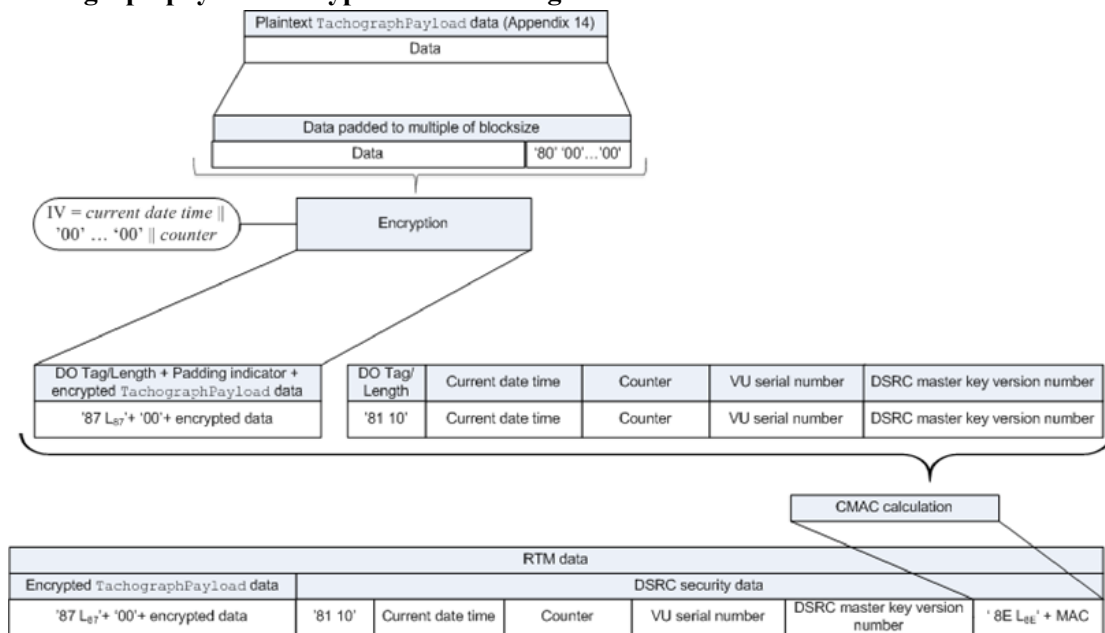 Plaintext TachographPayload data (Appendix 14)
Data
Data padded to multiple of blocksize
Data '80' '00'…'00'
IV = current date time ||
'00' … '00' || counter
Encryption
DO Tag/Length + Padding indicator +
encrypted TachographPayload data
DO Tag/
Length
Current date time
Counter
VU serial number
DSRC master key version number
'87 L₈₇'+ '00'+ encrypted data
'81 10'
Current date time
Counter
VU serial number
DSRC master key version number
CMAC calculation
RTM data
Encrypted TachographPayload data
DSRC security data
'87 L₈₇'+ '00'+ encrypted data
'81 10'
Current date time
Counter
VU serial number
DSRC master key version
number
' 8E L₈E' + MAC